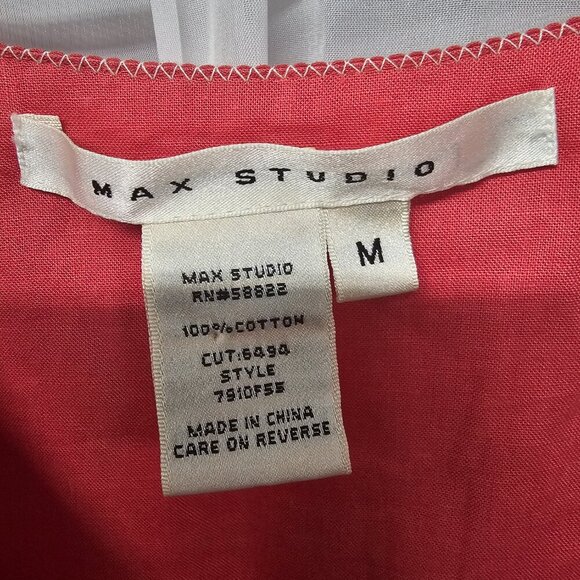 MAX STUDIO
M
MAX STUDIO
RN#58822
100%COTTON
CUT:6494
STYLE
7910F55
MADE IN CHINA
CARE ON REVERSE